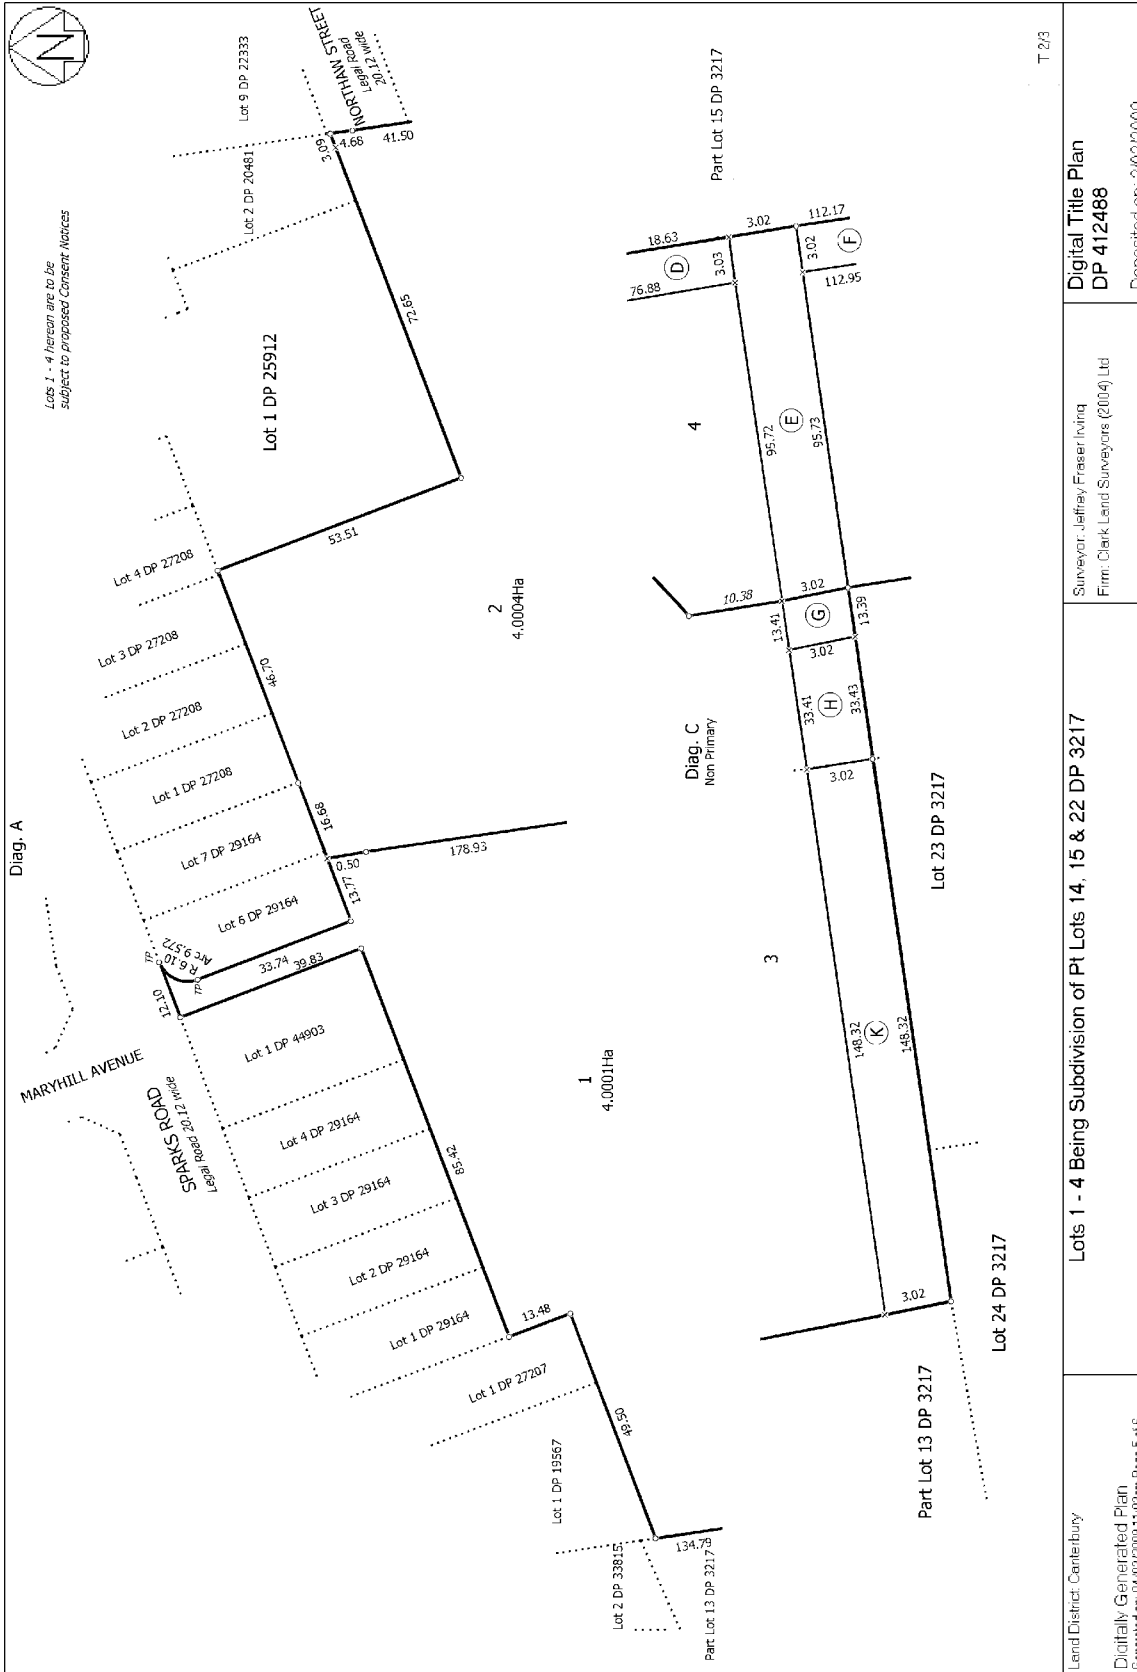 Diag. A
N
Lots 1 - 4 hereon are to be
subject to proposed Consent Notices
MARYHILL AVENUE
SPARKS ROAD
Legal Road 20.12 wide
NORTHAW STREET
Legal Road
20.12 wide
Lot 9 DP 22333
Lot 2 DP 20481
Lot 1 DP 25912
Lot 4 DP 27208
Lot 3 DP 27208
Lot 2 DP 27208
Lot 1 DP 27208
Lot 7 DP 29164
Lot 6 DP 29164
Lot 1 DP 44903
Lot 4 DP 29164
Lot 3 DP 29164
Lot 2 DP 29164
Lot 1 DP 29164
Lot 1 DP 27207
Lot 1 DP 19567
Lot 2 DP 33815
Part Lot 13 DP 3217
134.79
49.50
13.48
85.42
39.83
33.74
12.10
TP
R 6.10
Arc 9.572
TP
13.77
0.50
178.93
16.68
46.70
53.51
72.65
3.09
4.68
41.50
1
4.0001Ha
2
4.0004Ha
Diag. C
Non Primary
3
4
Part Lot 15 DP 3217
18.63
D
76.88
3.03
3.02
112.17
3.02
F
112.95
95.72
E
95.73
10.38
3.02
13.41
G
13.39
3.02
33.41
H
33.43
3.02
148.32
K
148.32
3.02
Lot 23 DP 3217
Lot 24 DP 3217
Part Lot 13 DP 3217
T 2/3
Land District: Canterbury
Digitally Generated Plan
Lots 1 - 4 Being Subdivision of Pt Lots 14, 15 & 22 DP 3217
Surveyor: Jeffrey Fraser Irving
Firm: Clark Land Surveyors (2004) Ltd
Digital Title Plan
DP 412488
Deposited on: